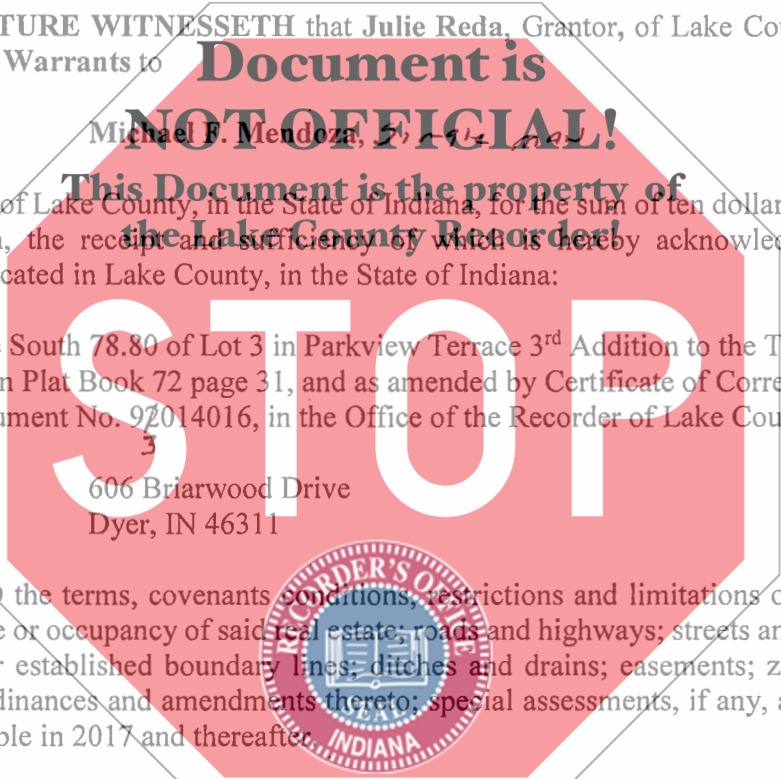 TURE WITNESSETH that Julie Reda, Grantor, of Lake Cou
Warrants to
Document is
NOT OFFICIAL!
Michael F. Mendoza,
This Document is the property of
the Lake County Recorder!
of Lake County, in the State of Indiana, for the sum of ten dollar
, the receipt and sufficiency of which is hereby acknowled
cated in Lake County, in the State of Indiana:
STOP
South 78.80 of Lot 3 in Parkview Terrace 3rd Addition to the T
n Plat Book 72 page 31, and as amended by Certificate of Corre
ument No. 92014016, in the Office of the Recorder of Lake Cou
3
606 Briarwood Drive
Dyer, IN 46311
the terms, covenants conditions, restrictions and limitations o
e or occupancy of said real estate; roads and highways; streets an
r established boundary lines; ditches and drains; easements; z
dinances and amendments thereto; special assessments, if any, a
ble in 2017 and thereafter.
RECORDER'S OFFICE
SEAL
INDIANA